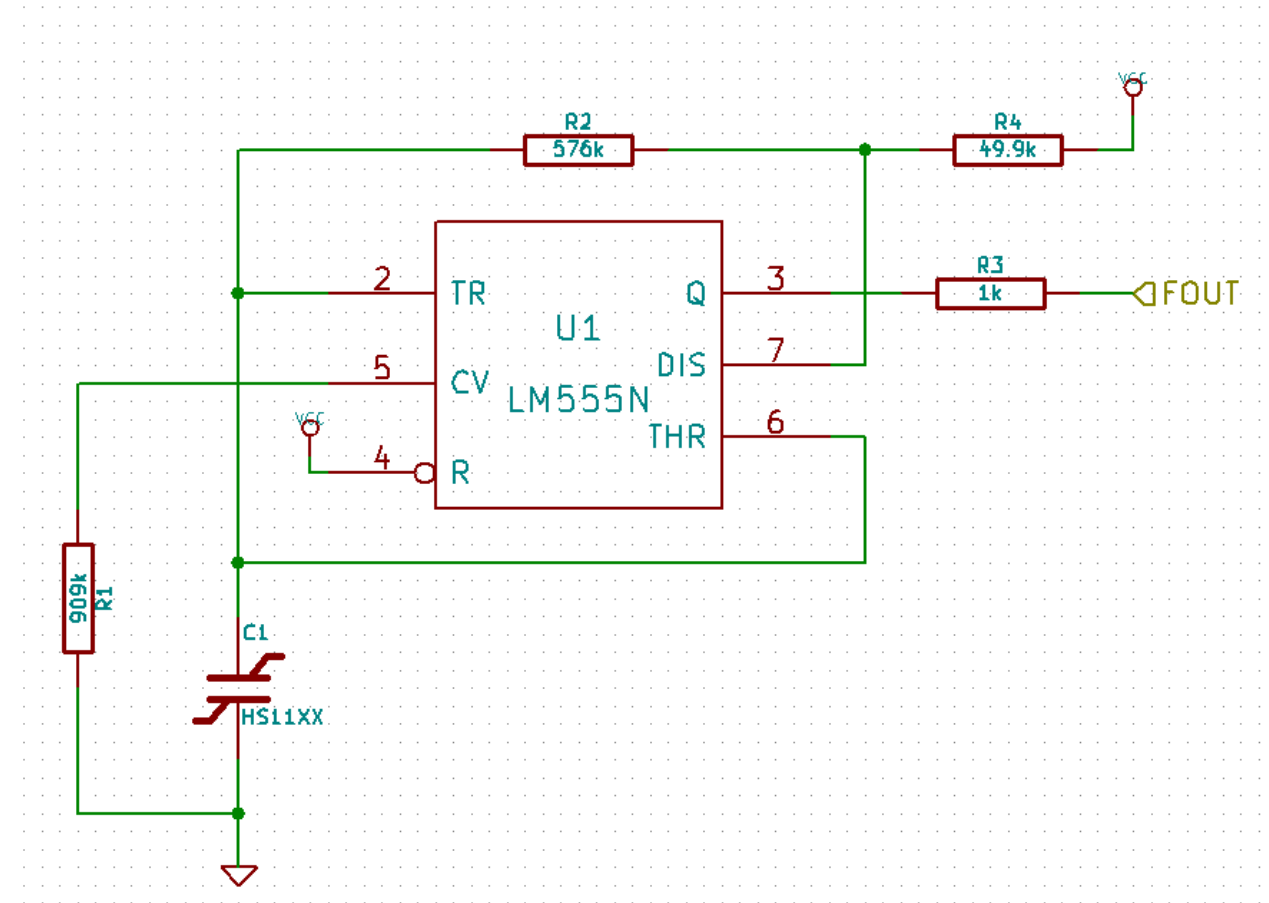 VCC
R2
576k
R4
49.9k
2
TR
Q
3
R3
1k
FOUT
U1
5
CV
DIS
7
LM555N
VCC
THR
6
4
R
909k
R1
C1
HS11XX